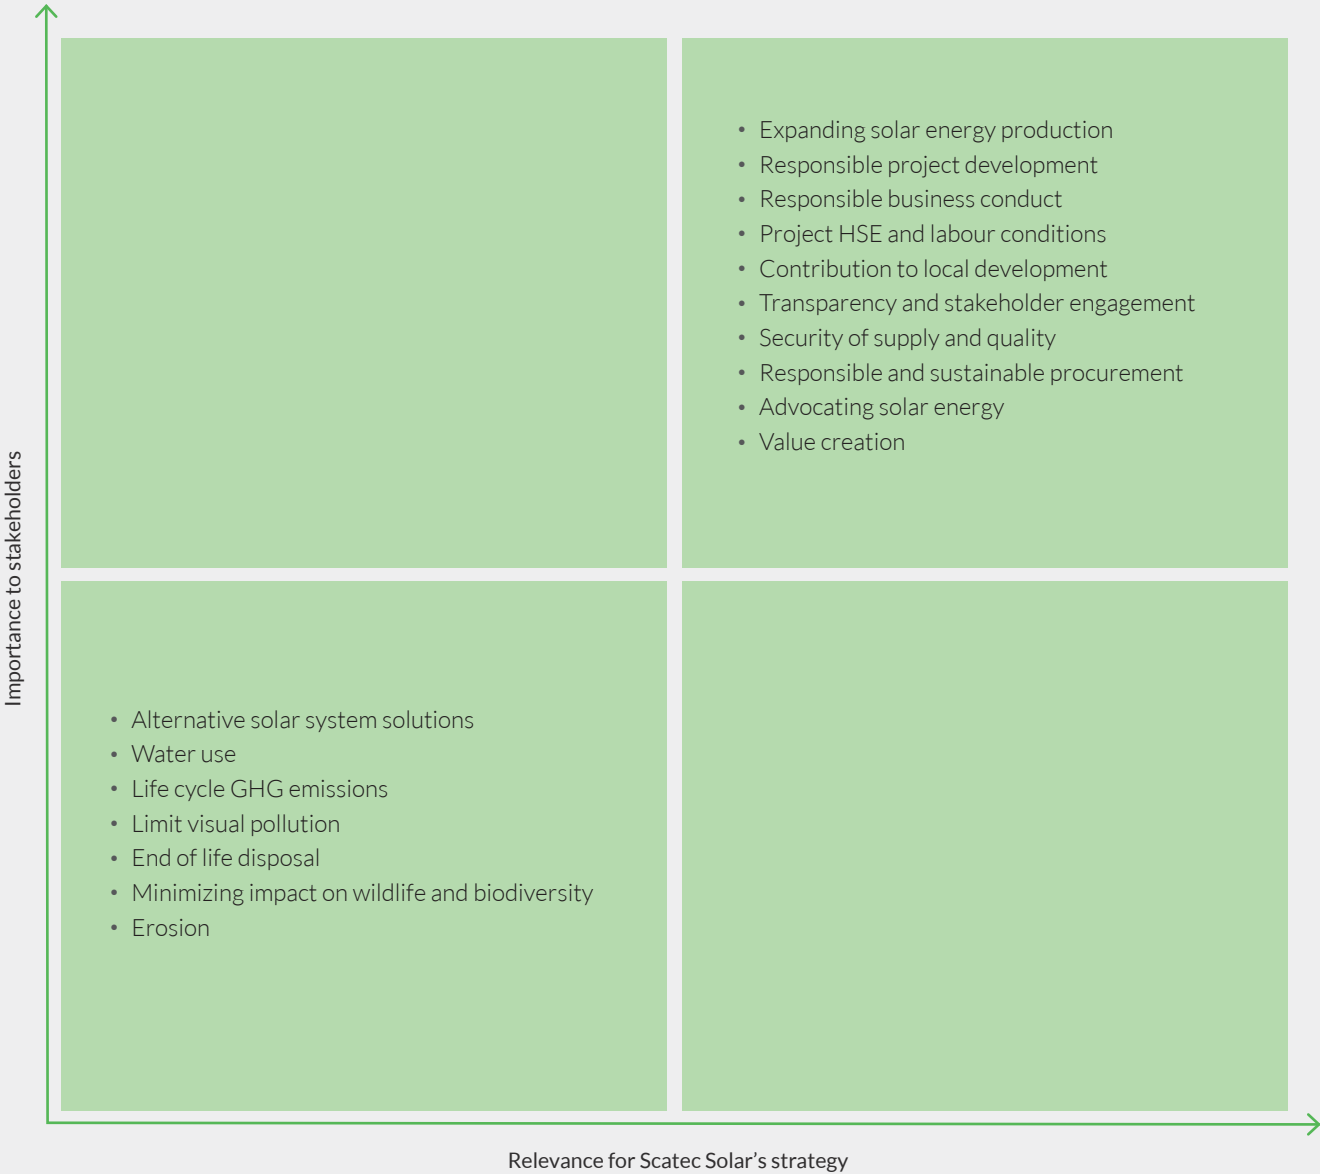 Importance to stakeholders
• Expanding solar energy production
• Responsible project development
• Responsible business conduct
• Project HSE and labour conditions
• Contribution to local development
• Transparency and stakeholder engagement
• Security of supply and quality
• Responsible and sustainable procurement
• Advocating solar energy
• Value creation
• Alternative solar system solutions
• Water use
• Life cycle GHG emissions
• Limit visual pollution
• End of life disposal
• Minimizing impact on wildlife and biodiversity
• Erosion
Relevance for Scatec Solar’s strategy